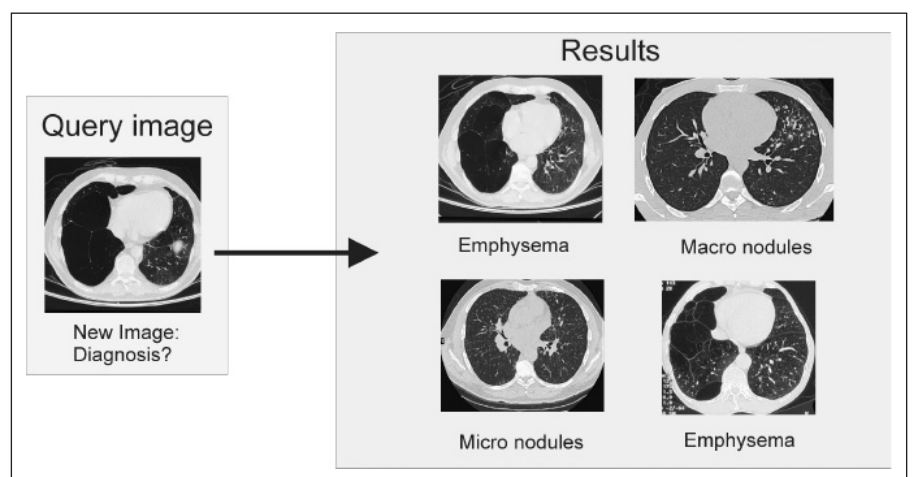 Query image
New Image:
Diagnosis?
Results
Emphysema
Macro nodules
Micro nodules
Emphysema